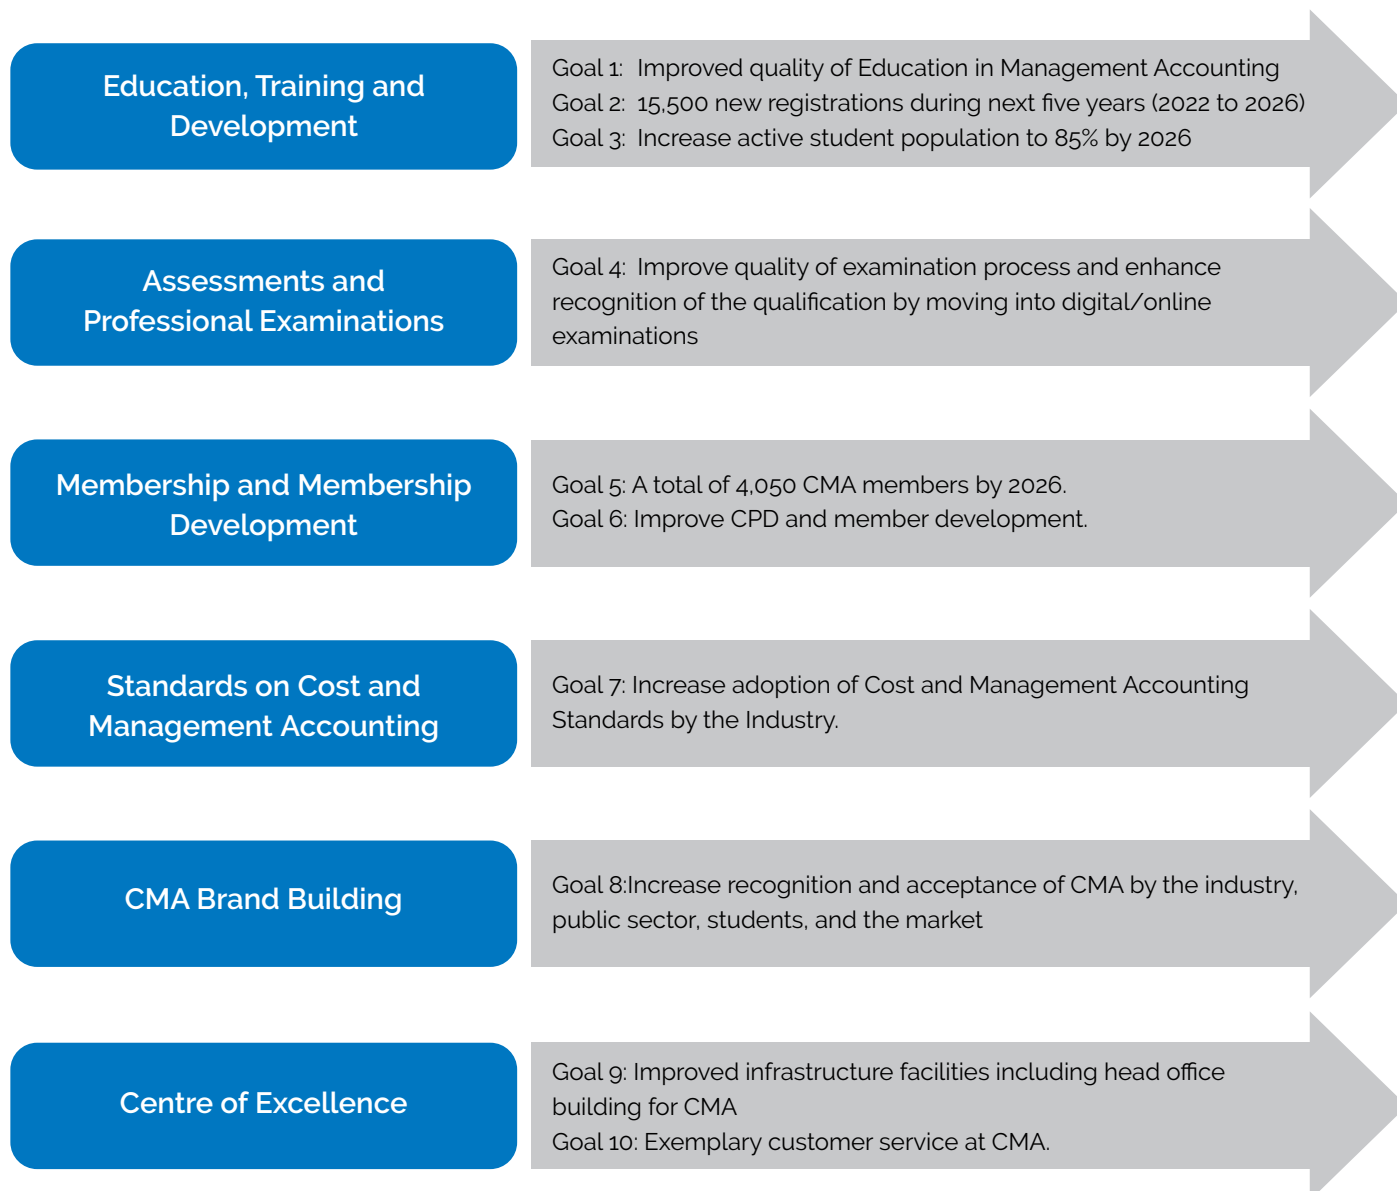 Education, Training and
Development
Goal 1: Improved quality of Education in Management Accounting
Goal 2: 15,500 new registrations during next five years (2022 to 2026)
Goal 3: Increase active student population to 85% by 2026
Assessments and
Professional Examinations
Goal 4: Improve quality of examination process and enhance
recognition of the qualification by moving into digital/online
examinations
Membership and Membership
Development
Goal 5: A total of 4,050 CMA members by 2026.
Goal 6: Improve CPD and member development.
Standards on Cost and
Management Accounting
Goal 7: Increase adoption of Cost and Management Accounting
Standards by the Industry.
CMA Brand Building
Goal 8:Increase recognition and acceptance of CMA by the industry,
public sector, students, and the market
Centre of Excellence
Goal 9: Improved infrastructure facilities including head office
building for CMA
Goal 10: Exemplary customer service at CMA.